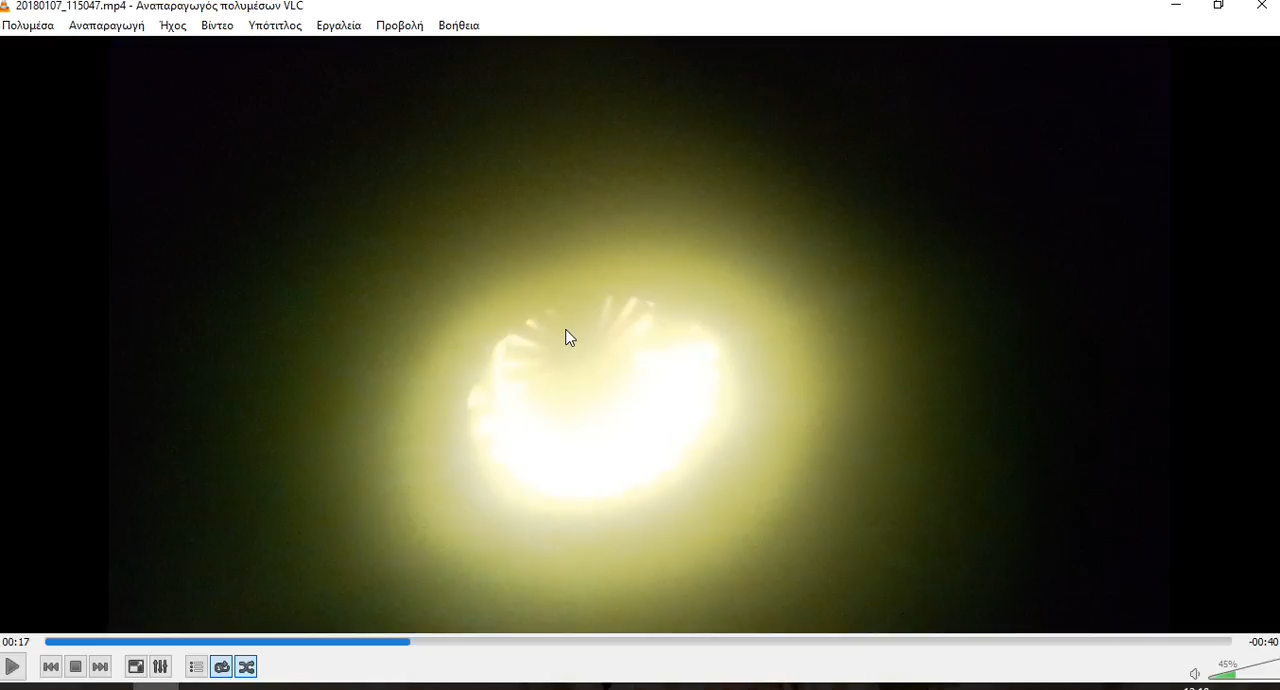 20180107_115047.mp4 - Αναπαραγωγός πολυμέσων VLC
Πολυμέσα Αναπαραγωγή Ήχος Βίντεο Υπότιτλος Εργαλεία Προβολή Βοήθεια
00:17 -00:40
45%